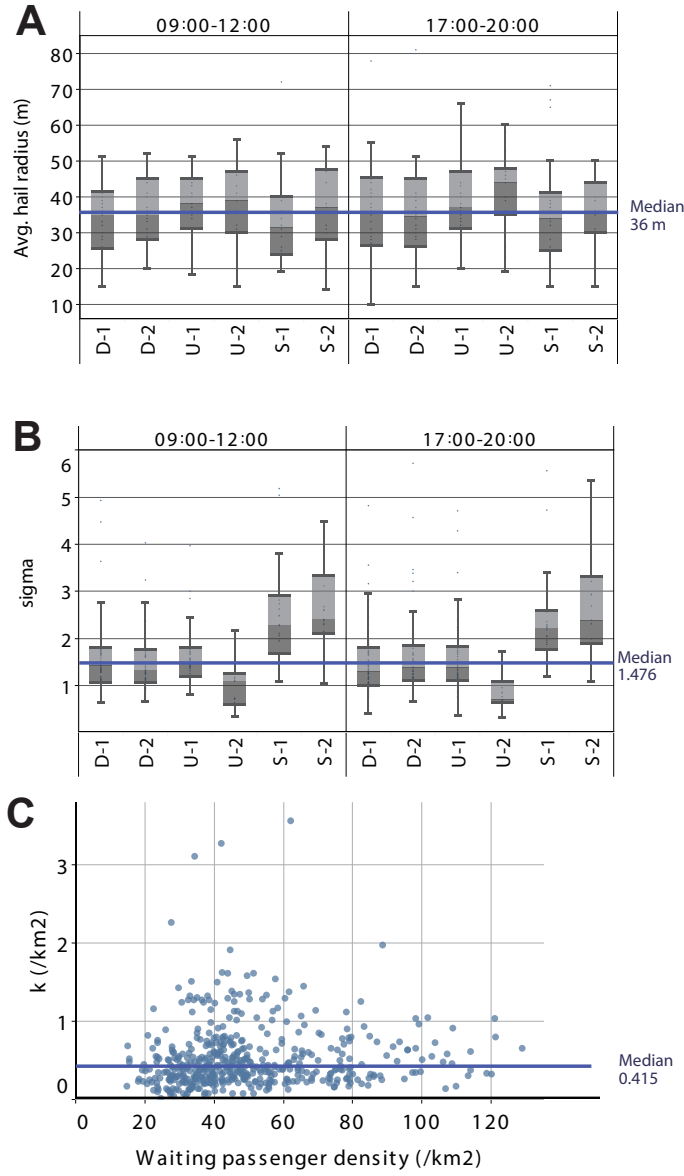 A
09:00-12:00 17:00-20:00
80
70
60
50
40
30
20
10
Avg. hail radius (m)
Median
36 m
D-1 D-2 U-1 U-2 S-1 S-2 D-1 D-2 U-1 U-2 S-1 S-2
B
09:00-12:00 17:00-20:00
6
5
4
3
2
1
sigma
Median
1.476
D-1 D-2 U-1 U-2 S-1 S-2 D-1 D-2 U-1 U-2 S-1 S-2
C
3
2
1
0
k (/km2)
Median
0.415
0 20 40 60 80 100 120
Waiting passenger density (/km2)